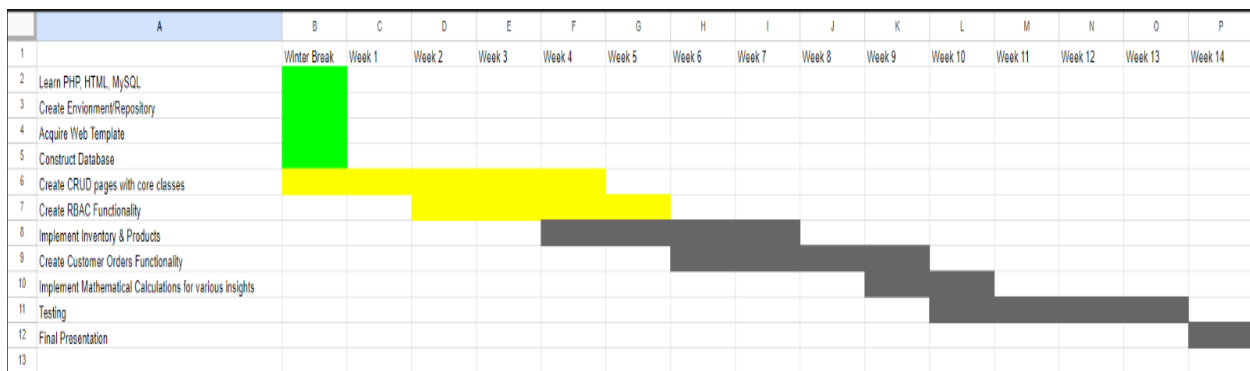 A B C D E F G H I J K L M N O P
1 Winter Break Week 1 Week 2 Week 3 Week 4 Week 5 Week 6 Week 7 Week 8 Week 9 Week 10 Week 11 Week 12 Week 13 Week 14
2 Learn PHP, HTML, MySQL
3 Create Envionment/Repository
4 Acquire Web Template
5 Construct Database
6 Create CRUD pages with core classes
7 Create RBAC Functionality
8 Implement Inventory & Products
9 Create Customer Orders Functionality
10 Implement Mathematical Calculations for various insights
11 Testing
12 Final Presentation
13